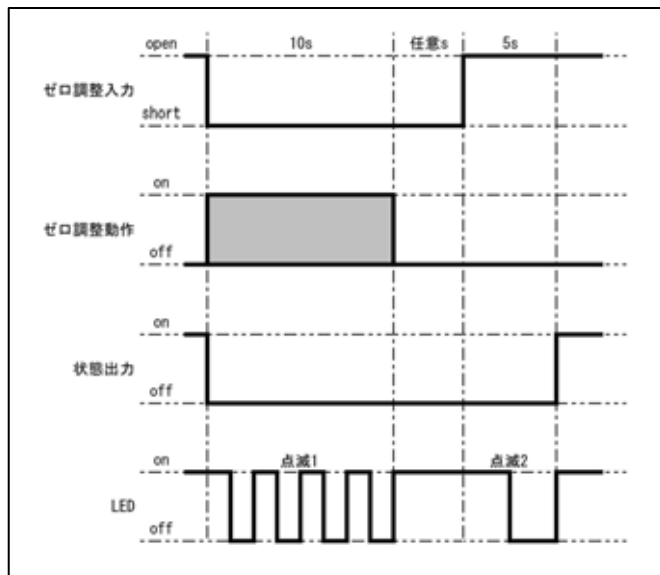 open 10s 任意s 5s
ゼロ調整入力
short
on
ゼロ調整動作
off
on
状態出力
off
on 点滅1 点滅2
LED
off